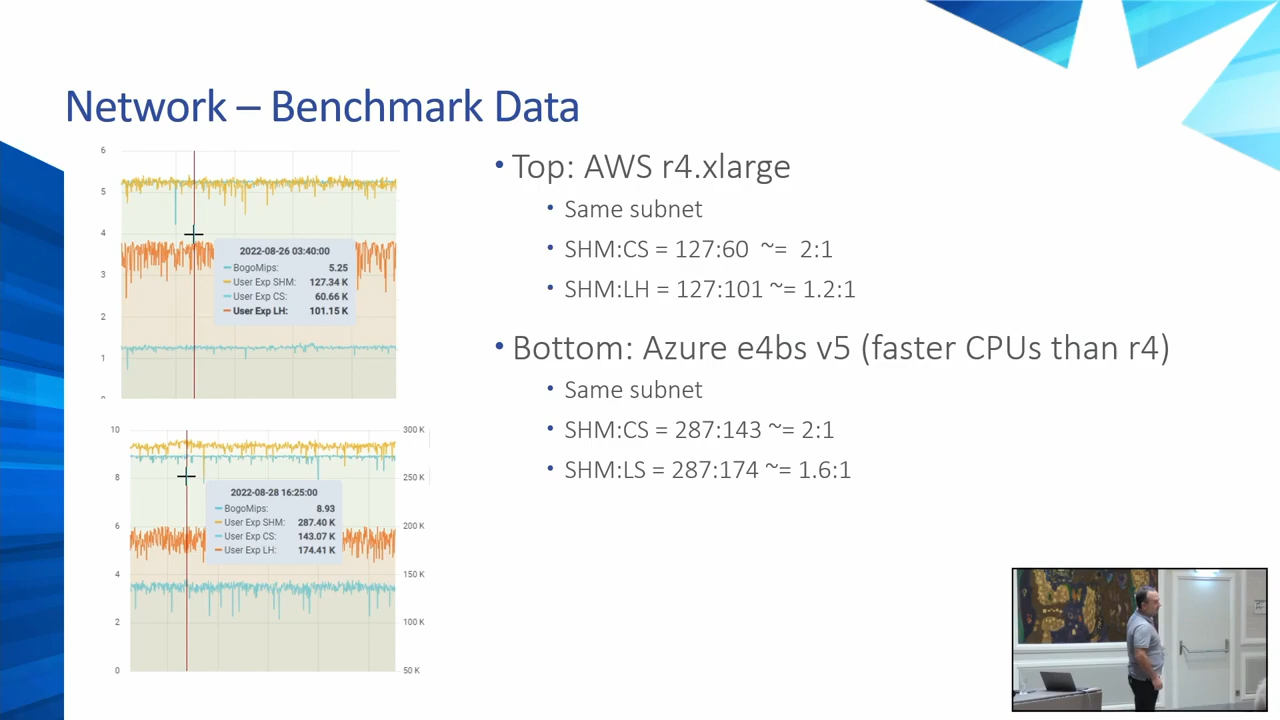 Network – Benchmark Data
6
5
4
3
2
1
0
2022-08-26 03:40:00
BogoMips: 5.25
User Exp SHM: 127.34 K
User Exp CS: 60.66 K
User Exp LH: 101.15 K
10
8
6
4
2
0
300 K
250 K
200 K
150 K
100 K
50 K
2022-08-28 16:25:00
BogoMips: 8.93
User Exp SHM: 287.40 K
User Exp CS: 143.07 K
User Exp LH: 174.41 K
• Top: AWS r4.xlarge
• Same subnet
• SHM:CS = 127:60 ~= 2:1
• SHM:LH = 127:101 ~= 1.2:1
• Bottom: Azure e4bs v5 (faster CPUs than r4)
• Same subnet
• SHM:CS = 287:143 ~= 2:1
• SHM:LS = 287:174 ~= 1.6:1